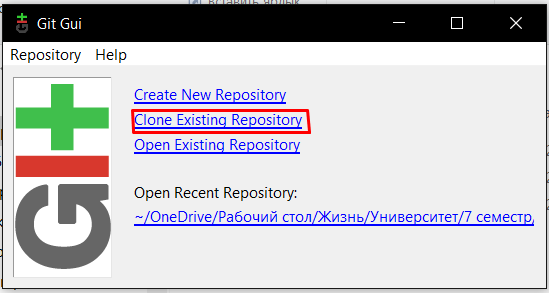 Git Gui
Repository Help
Create New Repository
Clone Existing Repository
Open Existing Repository
Open Recent Repository:
~/OneDrive/Рабочий стол/Жизнь/Университет/7 семестр/
git